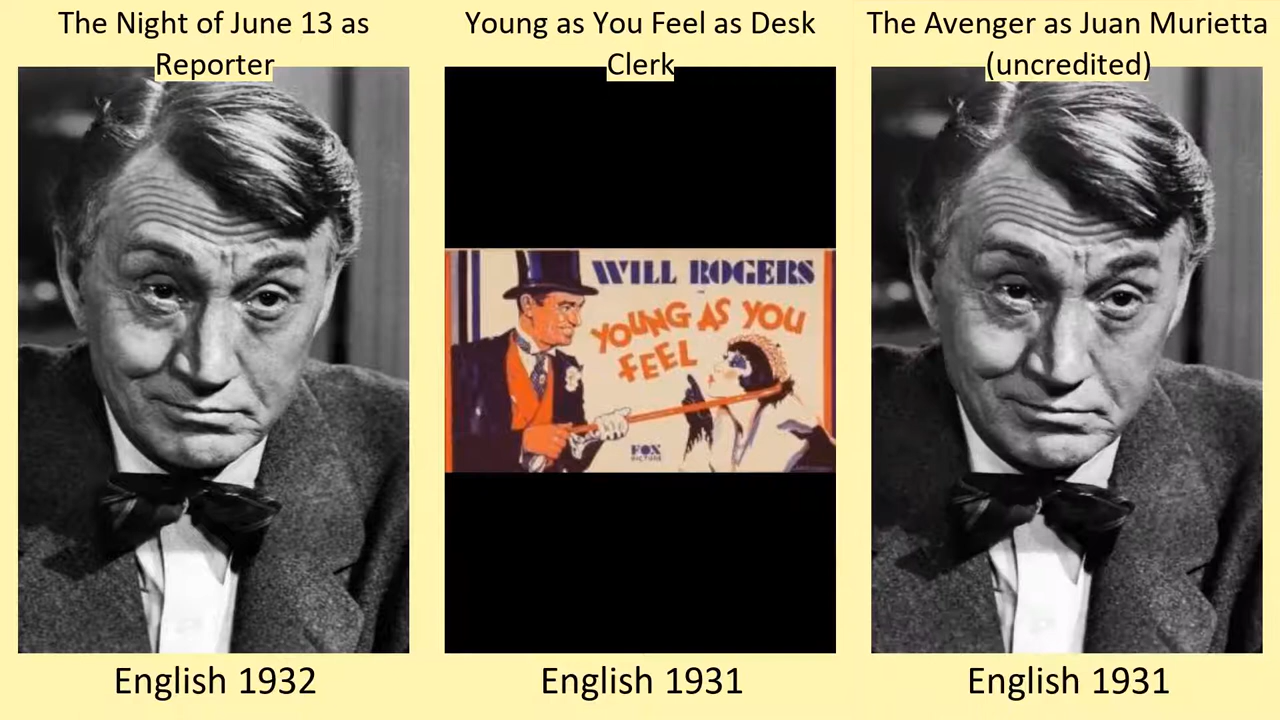 The Night of June 13 as
Reporter
English 1932
Young as You Feel as Desk
Clerk
WILL ROGERS
YOUNG AS YOU
FEEL
FOX
PICTURE
English 1931
The Avenger as Juan Murietta
(uncredited)
English 1931